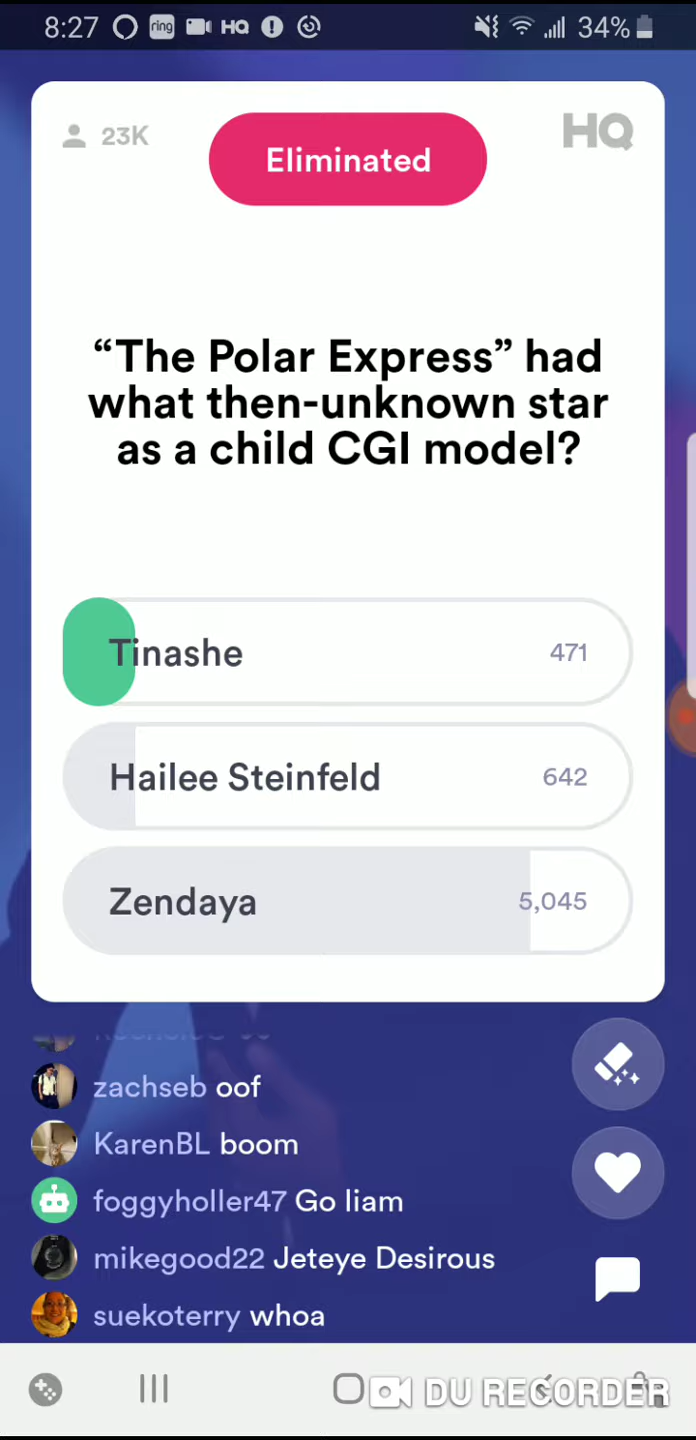 8:27 ring HQ 34%
23K Eliminated HQ
“The Polar Express” had
what then-unknown star
as a child CGI model?
Tinashe 471
Hailee Steinfeld 642
Zendaya 5,045
zachseb oof
KarenBL boom
foggyholler47 Go liam
mikegood22 Jeteye Desirous
suekoterry whoa
DU RECORDER